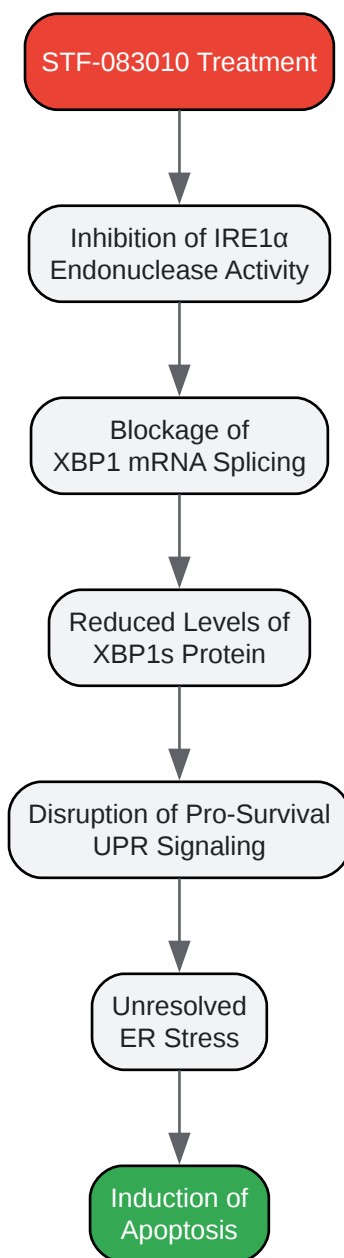 STF-083010 Treatment
Inhibition of IRE1α
Endonuclease Activity
Blockage of
XBP1 mRNA Splicing
Reduced Levels of
XBP1s Protein
Disruption of Pro-Survival
UPR Signaling
Unresolved
ER Stress
Induction of
Apoptosis